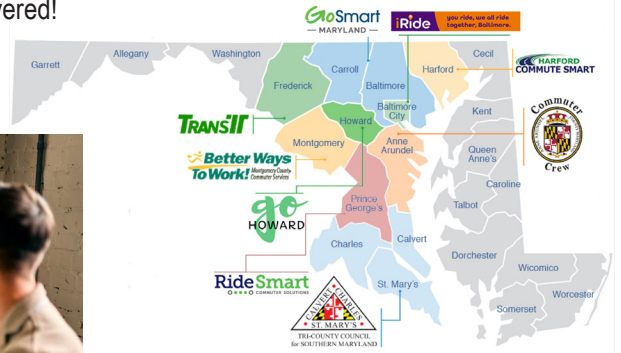 vered!
GoSmart
MARYLAND
iRide
you ride, we all ride
together, Baltimore.
Garrett
Allegany
Washington
Frederick
Carroll
Baltimore
Harford
Cecil
HARFORD
COMMUTE SMART
Baltimore
City
Kent
Commuter
Crew
TRANSIT
Howard
Anne
Arundel
Queen
Anne's
Montgomery
Better Ways
To Work!
Montgomery County
Commuter Services
Caroline
Talbot
go
HOWARD
Prince
George's
Charles
Calvert
Dorchester
Wicomico
Worcester
Somerset
RideSmart
COMMUTER SOLUTIONS
St. Mary's
CALVERT
CHARLES
ST. MARY'S
TRI-COUNTY COUNCIL
for SOUTHERN MARYLAND